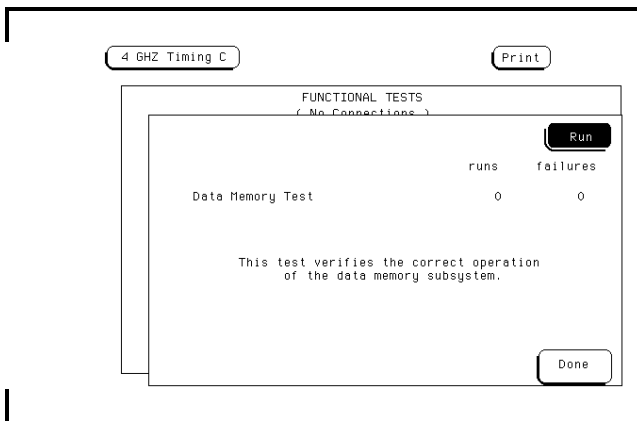 4 GHZ Timing C Print
FUNCTIONAL TESTS
( No Connections )
Run
runs failures
Data Memory Test 0 0
This test verifies the correct operation
of the data memory subsystem.
Done